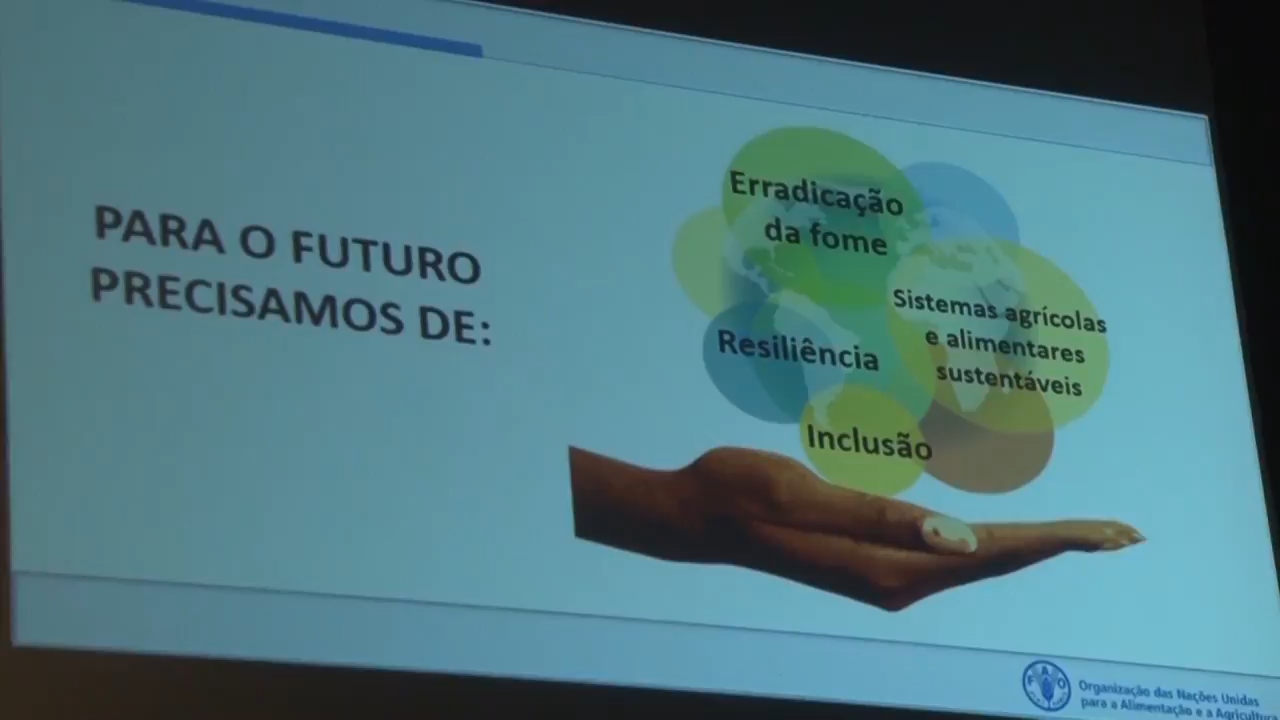 PARA O FUTURO
PRECISAMOS DE:
Erradicação
da fome
Sistemas agrícolas
e alimentares
sustentáveis
Resiliência
Inclusão
FAO
Organização das Nações Unidas
para a Alimentação e a